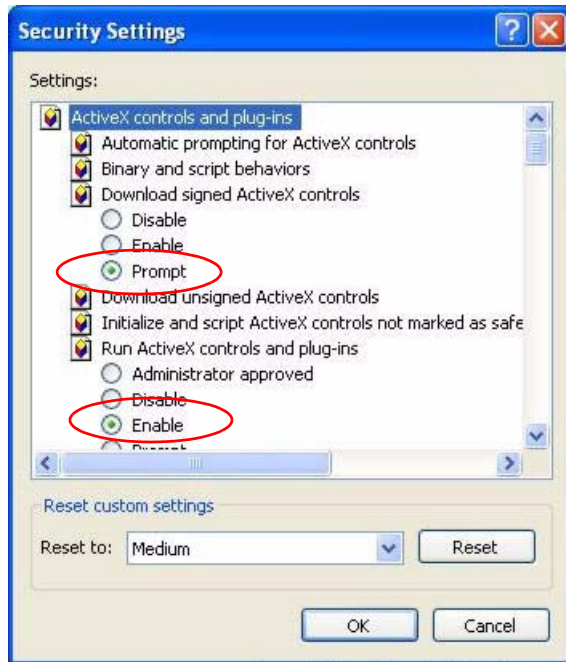 Security Settings
Settings:
ActiveX controls and plug-ins
Automatic prompting for ActiveX controls
Binary and script behaviors
Download signed ActiveX controls
Disable
Enable
Prompt
Download unsigned ActiveX controls
Initialize and script ActiveX controls not marked as safe
Run ActiveX controls and plug-ins
Administrator approved
Disable
Enable
Prompt
Reset custom settings
Reset to: Medium Reset
OK Cancel